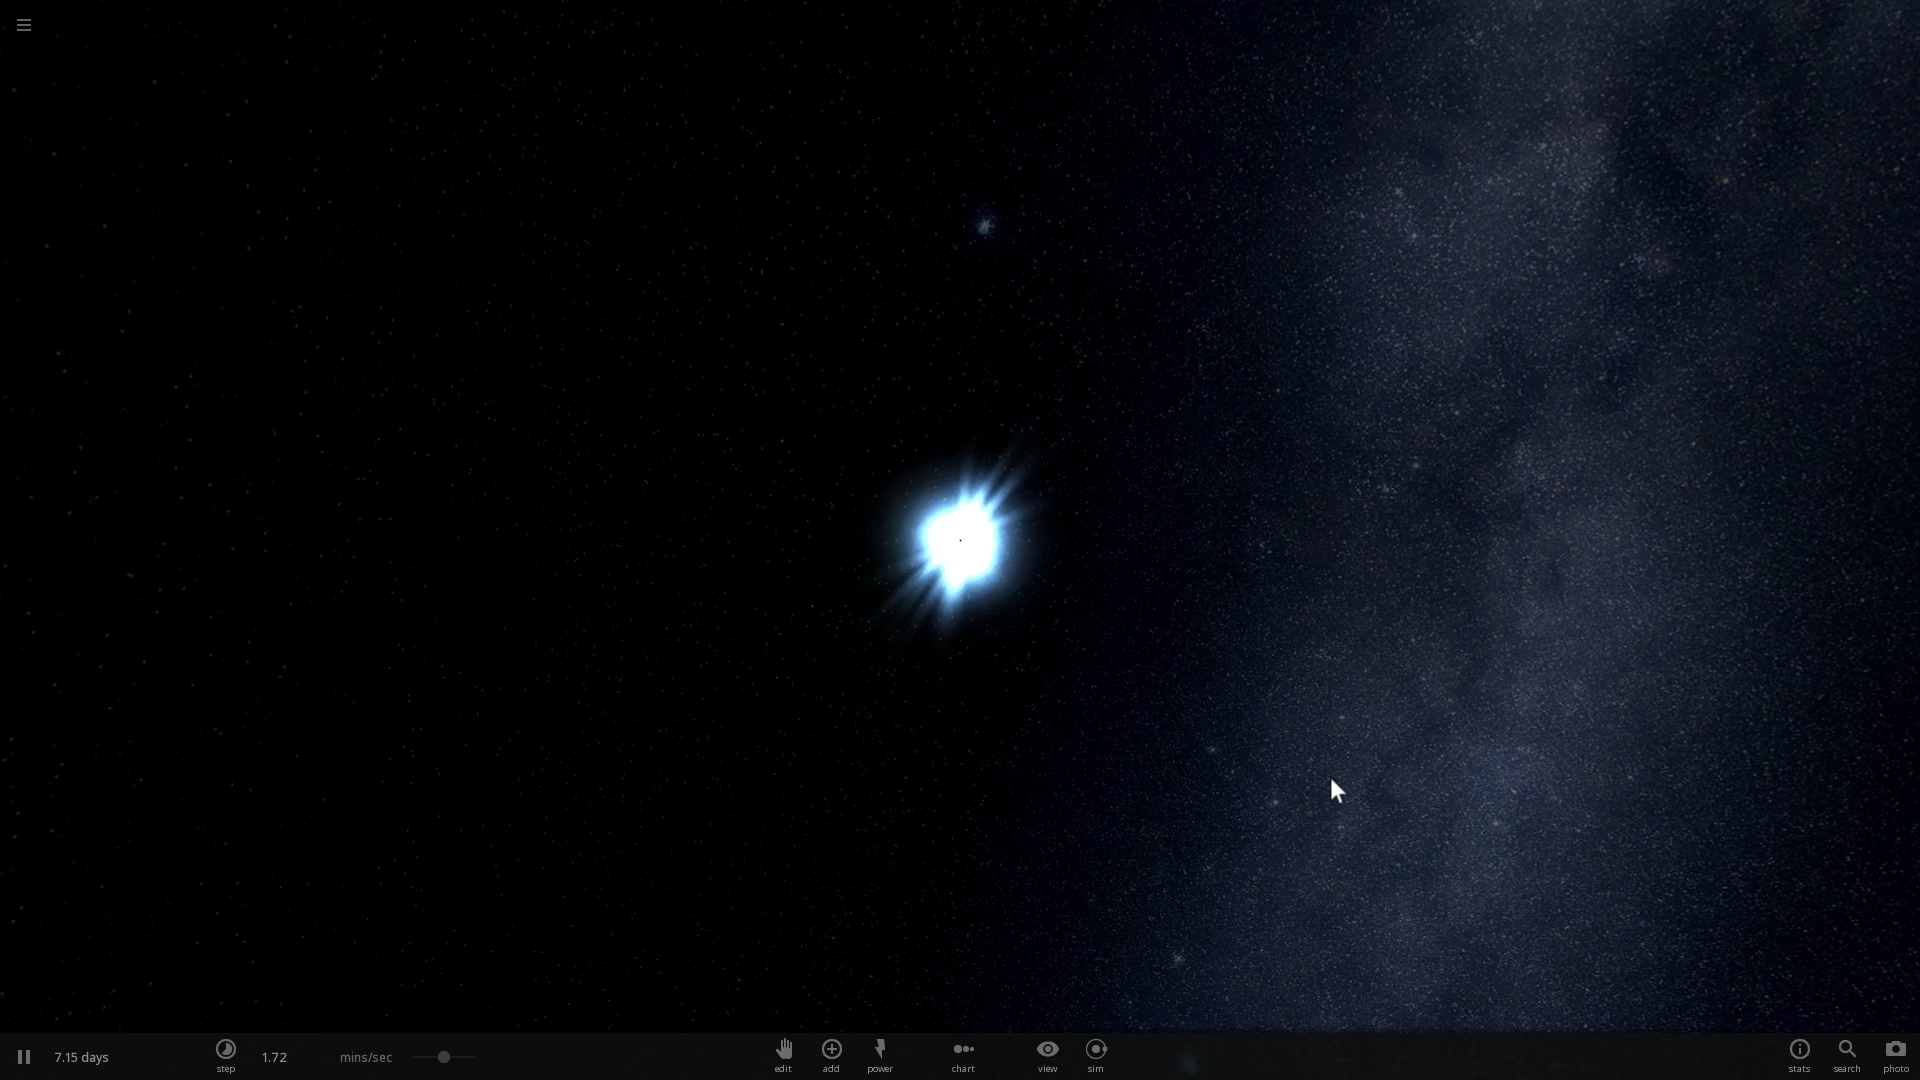 7.15 days
step
1.72
mins/sec
edit
add
power
chart
view
sim
stats
search
photo